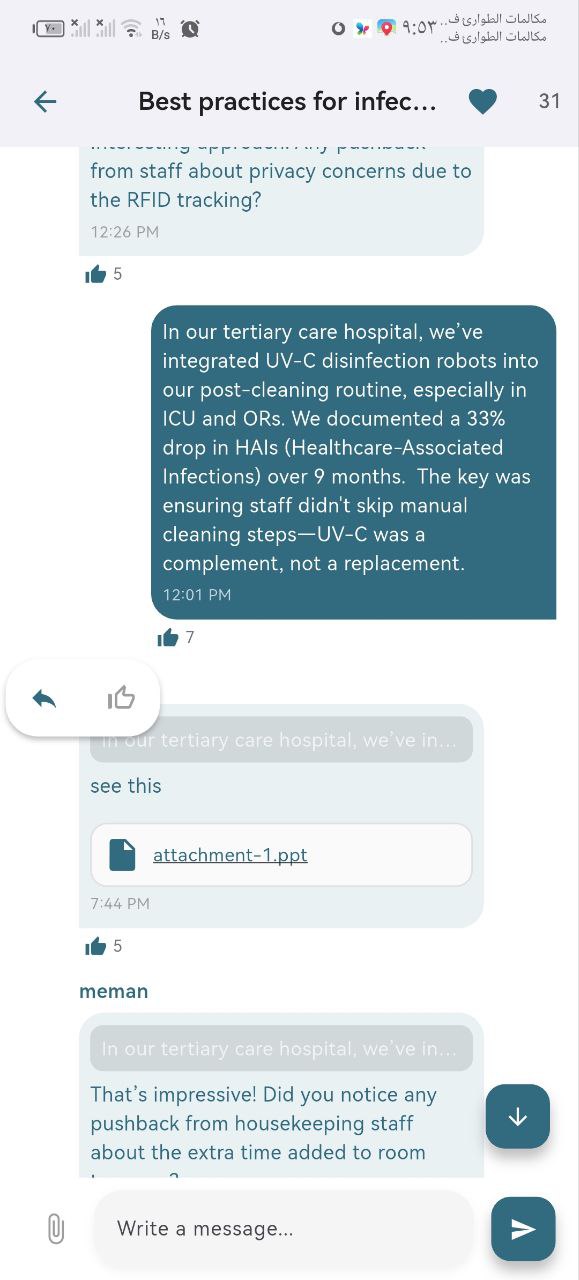 ٧٠
١٦
B/s
٩:٥٣
مكالمات الطوارئ ف..
مكالمات الطوارئ ف..
Best practices for infec...
31
interesting approach! Any pushback
from staff about privacy concerns due to
the RFID tracking?
12:26 PM
5
In our tertiary care hospital, we’ve
integrated UV-C disinfection robots into
our post-cleaning routine, especially in
ICU and ORs. We documented a 33%
drop in HAIs (Healthcare-Associated
Infections) over 9 months.  The key was
ensuring staff didn't skip manual
cleaning steps—UV-C was a
complement, not a replacement.
12:01 PM
7
In our tertiary care hospital, we’ve in...
see this
attachment-1.ppt
7:44 PM
5
meman
In our tertiary care hospital, we’ve in...
That’s impressive! Did you notice any
pushback from housekeeping staff
about the extra time added to room
Write a message...